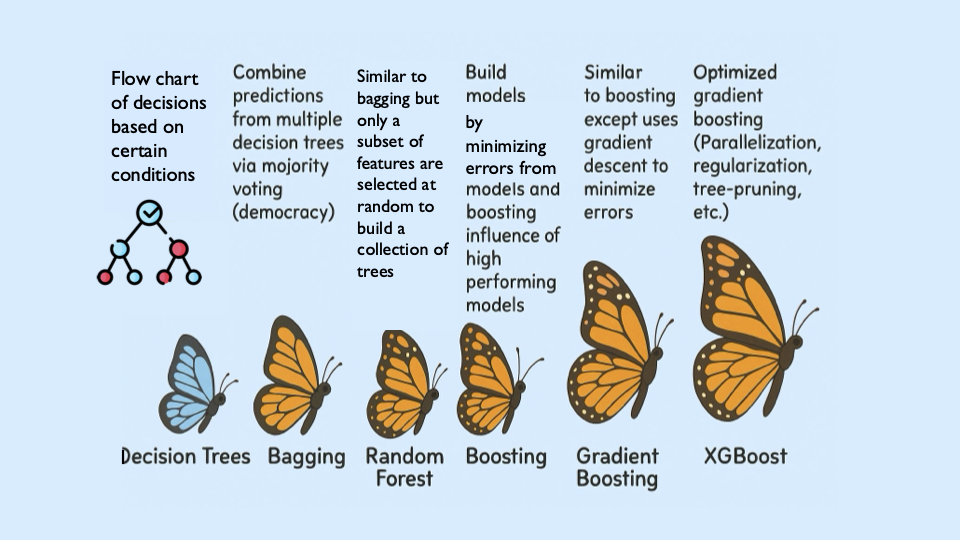 Flow chart
of decisions
based on
certain
conditions
Combine
predictions
from multiple
decision trees
via mojority
voting
(democracy)
Similar to
bagging but
only a
subset of
features are
selected at
random to
build a
collection of
trees
Build
models
by
minimizing
errors from
models and
boosting
influence of
high
performing
models
Similar
to boosting
except uses
gradient
descent to
minimize
errors
Optimized
gradient
boosting
(Parallelization,
regularization,
tree-pruning,
etc.)
Decision Trees
Bagging
Random
Forest
Boosting
Gradient
Boosting
XGBoost